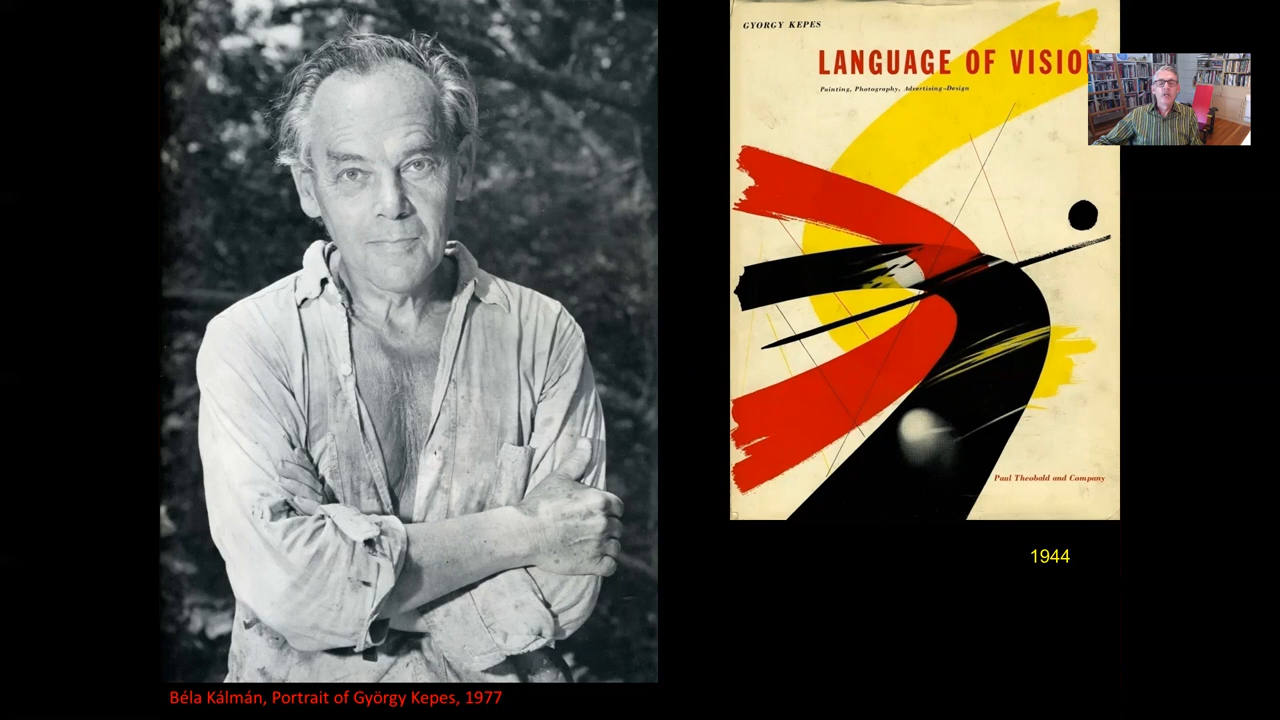 GYORGY KEPES
LANGUAGE OF VISION
Painting, Photography, Advertising-Design
Paul Theobald and Company
1944
Béla Kálmán, Portrait of György Kepes, 1977